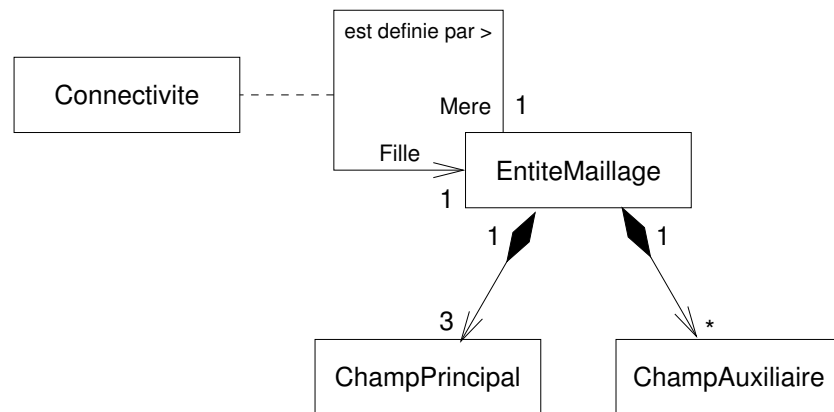 est definie par >
Connectivite
Mere 1
Fille
EntiteMaillage
1
1 1
3 *
ChampPrincipal
ChampAuxiliaire